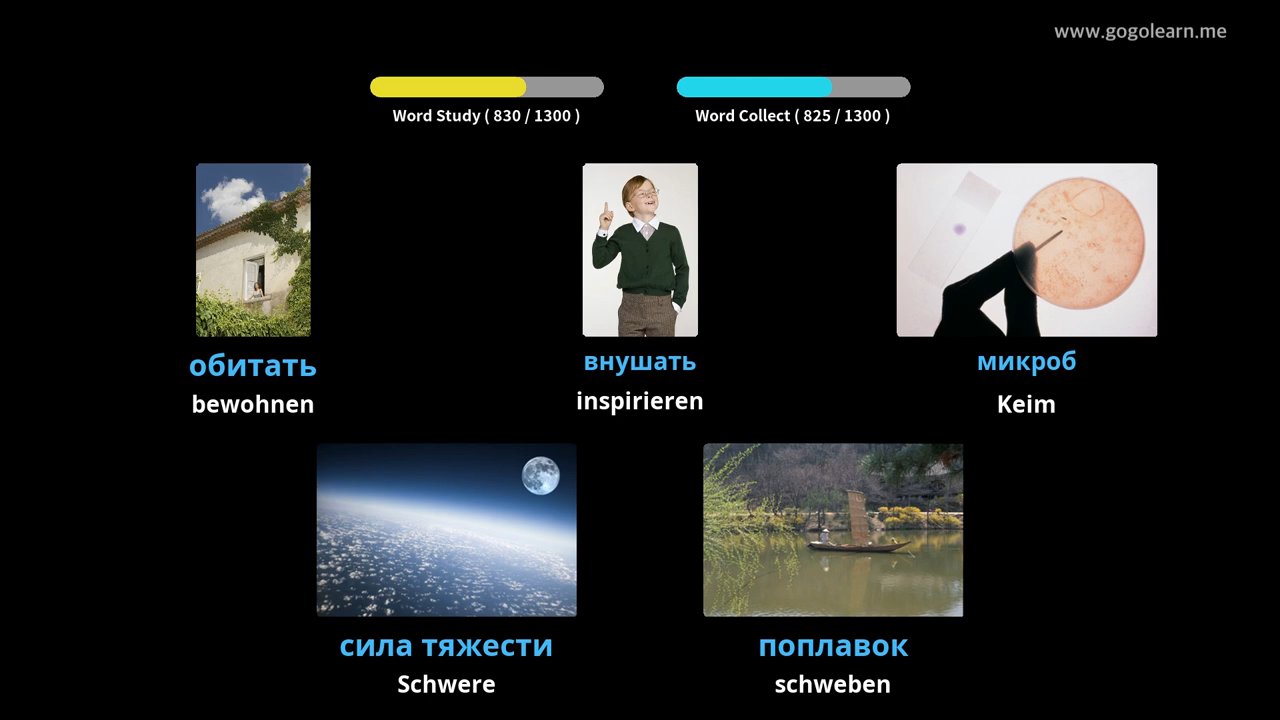 www.gogolearn.me
Word Study ( 830 / 1300 )
Word Collect ( 825 / 1300 )
обитать
bewohnen
внушать
inspirieren
микроб
Keim
сила тяжести
Schwere
поплавок
schweben